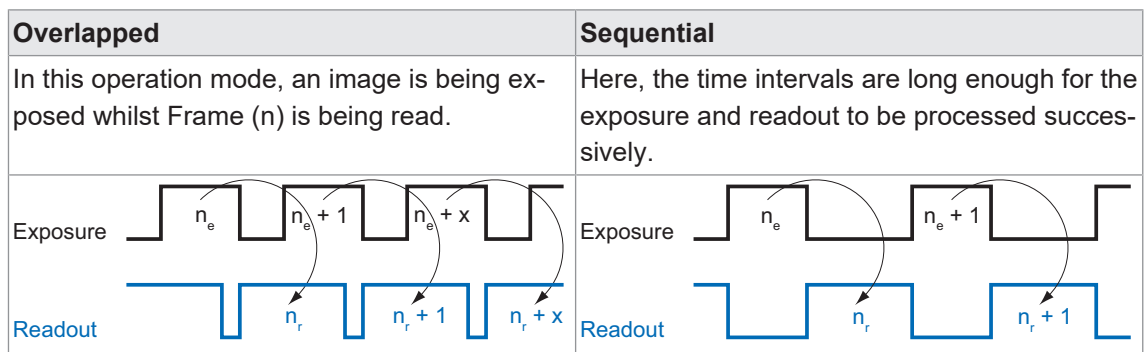 Overlapped
Sequential
In this operation mode, an image is being ex-
posed whilst Frame (n) is being read.
Here, the time intervals are long enough for the
exposure and readout to be processed succes-
sively.
Exposure
nₑ
nₑ + 1
nₑ + x
Readout
nᵣ
nᵣ + 1
nᵣ + x
Exposure
nₑ
nₑ + 1
Readout
nᵣ
nᵣ + 1